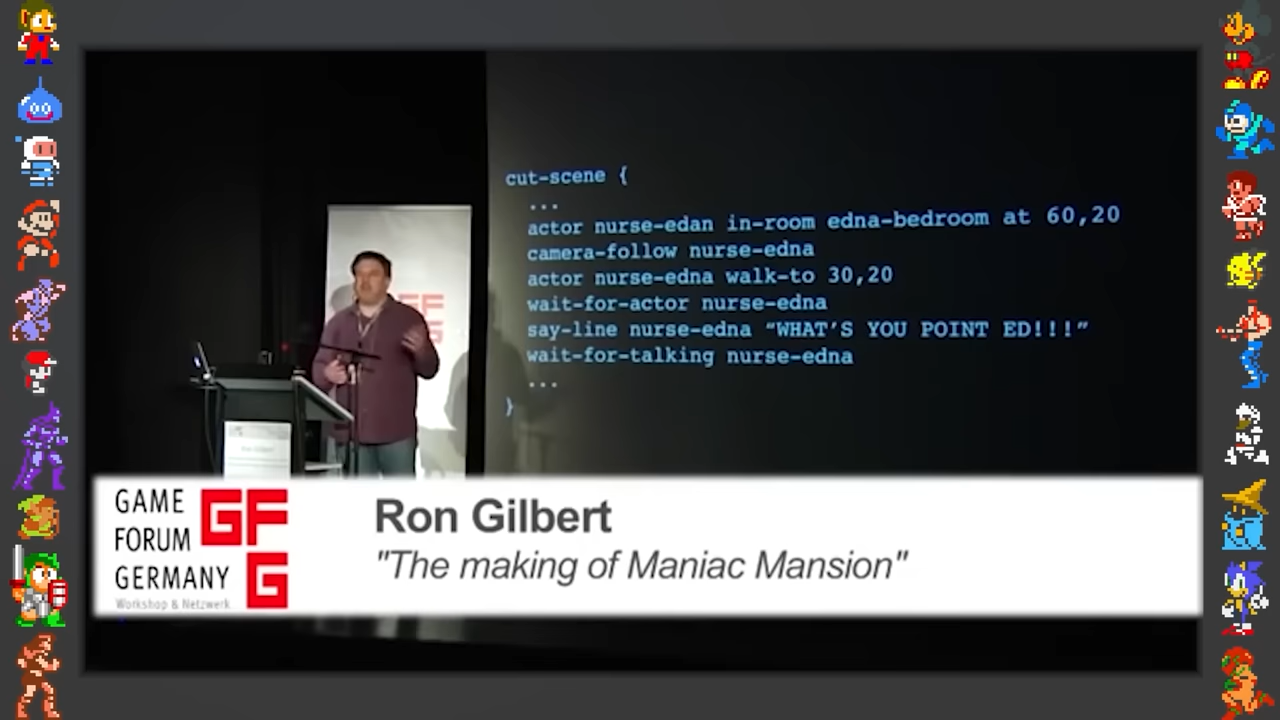 cut-scene {
...
actor nurse-edan in-room edna-bedroom at 60,20
camera-follow nurse-edna
actor nurse-edna walk-to 30,20
wait-for-actor nurse-edna
say-line nurse-edna “WHAT’S YOU POINT ED!!!”
wait-for-talking nurse-edna
...
}
GF
G
GAME
FORUM
GERMANY
Workshop & Netzwerk
GF
G
Ron Gilbert
"The making of Maniac Mansion"